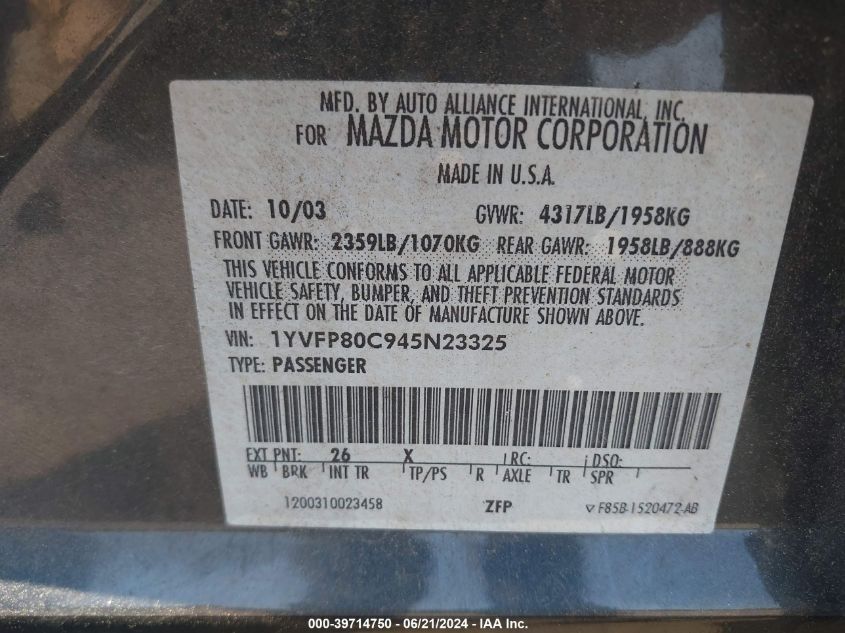 MFD. BY AUTO ALLIANCE INTERNATIONAL, INC.
FOR MAZDA MOTOR CORPORATION
MADE IN U.S.A.
DATE: 10/03 GVWR: 4317LB/1958KG
FRONT GAWR: 2359LB/1070KG REAR GAWR: 1958LB/888KG
THIS VEHICLE CONFORMS TO ALL APPLICABLE FEDERAL MOTOR
VEHICLE SAFETY, BUMPER, AND THEFT PREVENTION STANDARDS
IN EFFECT ON THE DATE OF MANUFACTURE SHOWN ABOVE.
VIN: 1YVFP80C945N23325
TYPE: PASSENGER
EXT PNT: 26 X RC: DSO:
WB BRK INT TR TP/PS R AXLE TR SPR
1200310023458 ZFP F85B-1520472-AB
000-39714750 - 06/21/2024 - IAA Inc.